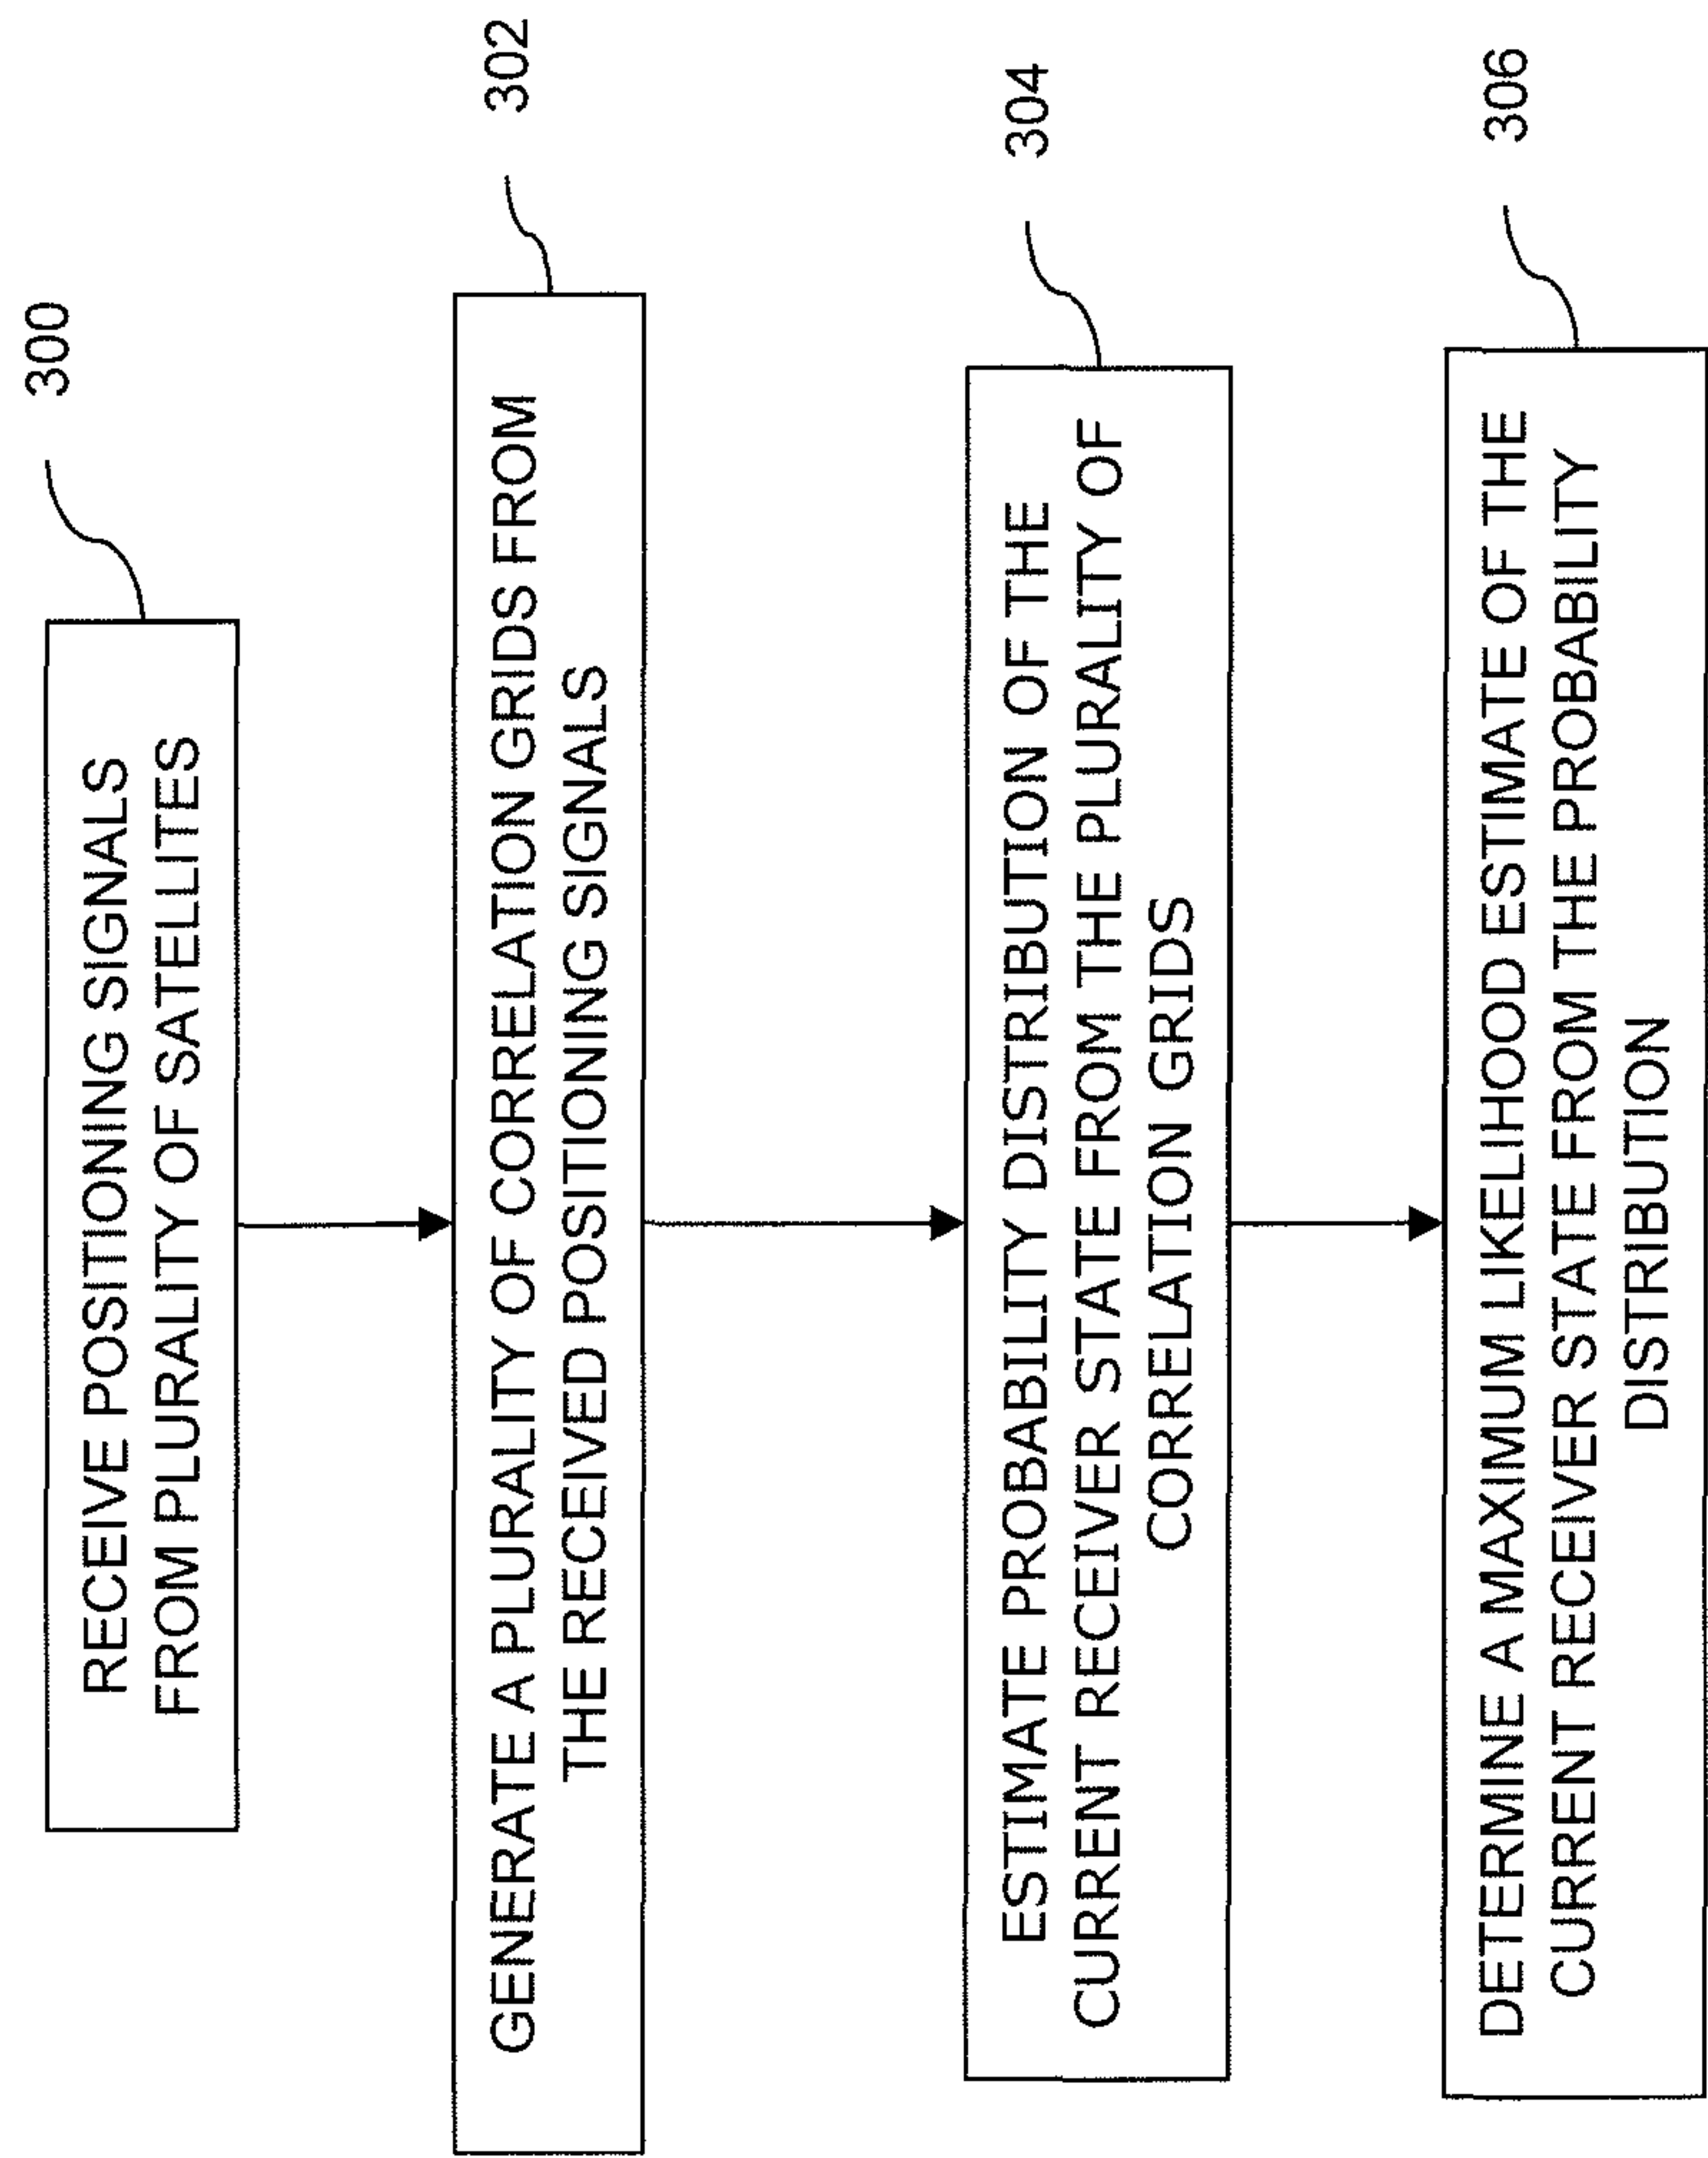 300
RECEIVE POSITIONING SIGNALS
FROM PLURALITY OF SATELLITES
302
GENERATE A PLURALITY OF CORRELATION GRIDS FROM
THE RECEIVED POSITIONING SIGNALS
304
ESTIMATE PROBABILITY DISTRIBUTION OF THE
CURRENT RECEIVER STATE FROM THE PLURALITY OF
CORRELATION GRIDS
306
DETERMINE A MAXIMUM LIKELIHOOD ESTIMATE OF THE
CURRENT RECEIVER STATE FROM THE PROBABILITY
DISTRIBUTION